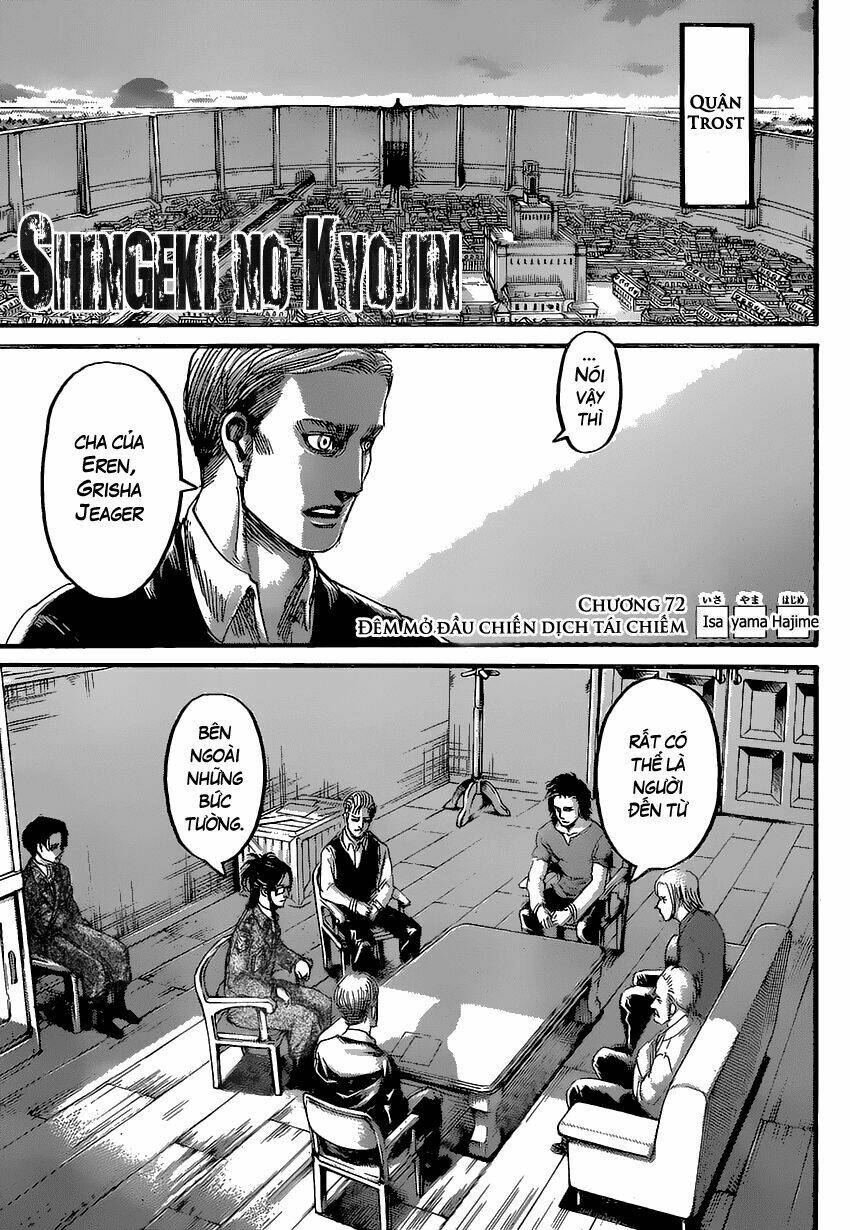 QUẬN
TROST
SHINGEKI NO KYOJIN
...
NÓI
VẬY
THÌ
CHA CỦA
EREN,
GRISHA
JEAGER
CHƯƠNG 72
ĐÊM MỞ ĐẦU CHIẾN DỊCH TÁI CHIẾM
いさ やま はじめ
Isa yama Hajime
RẤT CÓ
THỂ LÀ
NGƯỜI
ĐẾN TỪ
BÊN
NGOÀI
NHỮNG
BỨC
TƯỜNG.